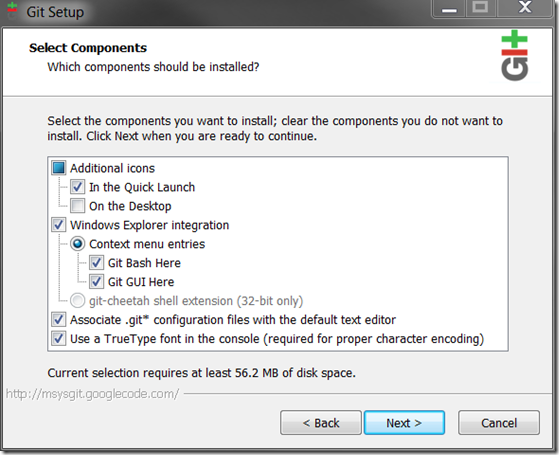 Git Setup
Select Components
Which components should be installed?
Git
Select the components you want to install; clear the components you do not want to
install. Click Next when you are ready to continue.
Additional icons
In the Quick Launch
On the Desktop
Windows Explorer integration
Context menu entries
Git Bash Here
Git GUI Here
git-cheetah shell extension (32-bit only)
Associate .git* configuration files with the default text editor
Use a TrueType font in the console (required for proper character encoding)
Current selection requires at least 56.2 MB of disk space.
http://msysgit.googlecode.com/
< Back Next > Cancel